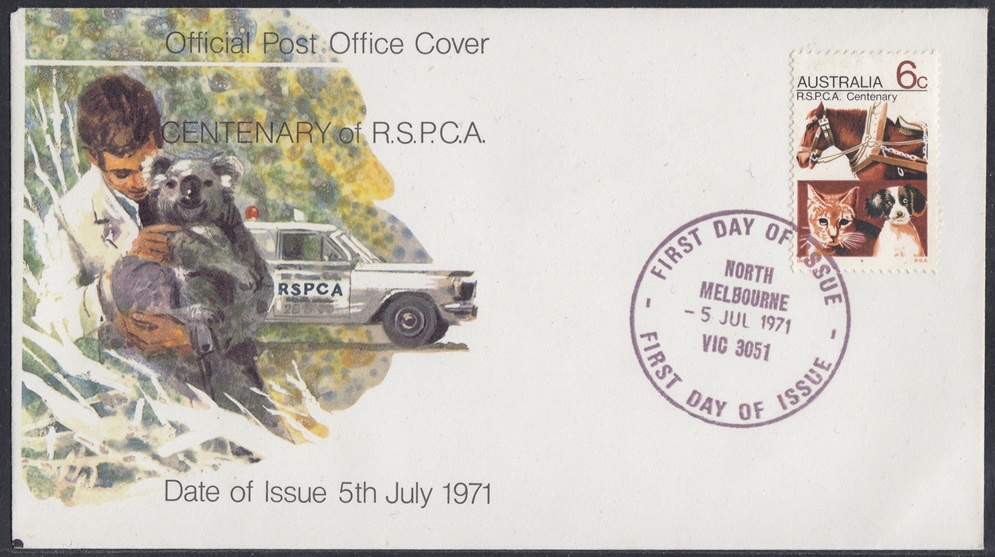 Official Post Office Cover
CENTENARY of R.S.P.C.A.
RSPCA
Date of Issue 5th July 1971
AUSTRALIA 6c
R.S.P.C.A. Centenary
FIRST DAY OF ISSUE
NORTH
MELBOURNE
- 5 JUL 1971
VIC 3051
FIRST DAY OF ISSUE